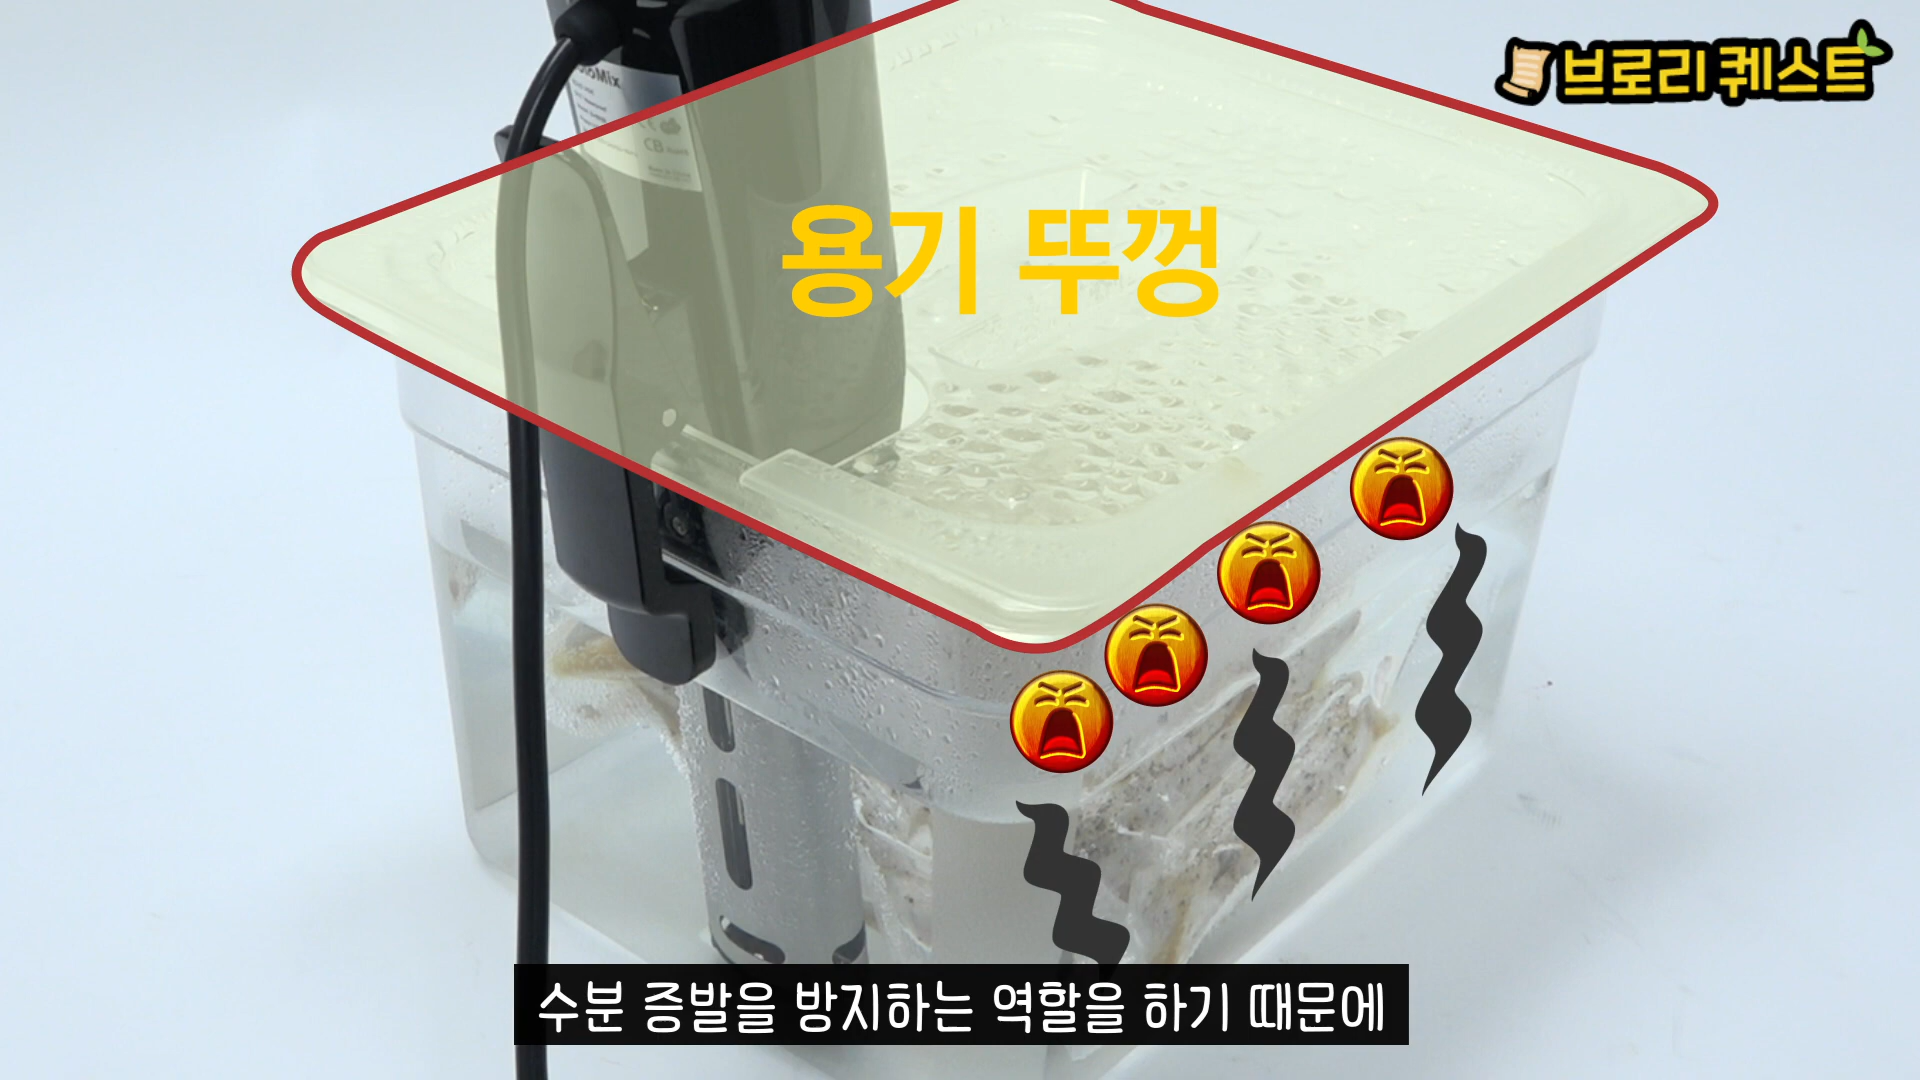 브로리 퀘스트
용기 뚜껑
수분 증발을 방지하는 역할을 하기 때문에